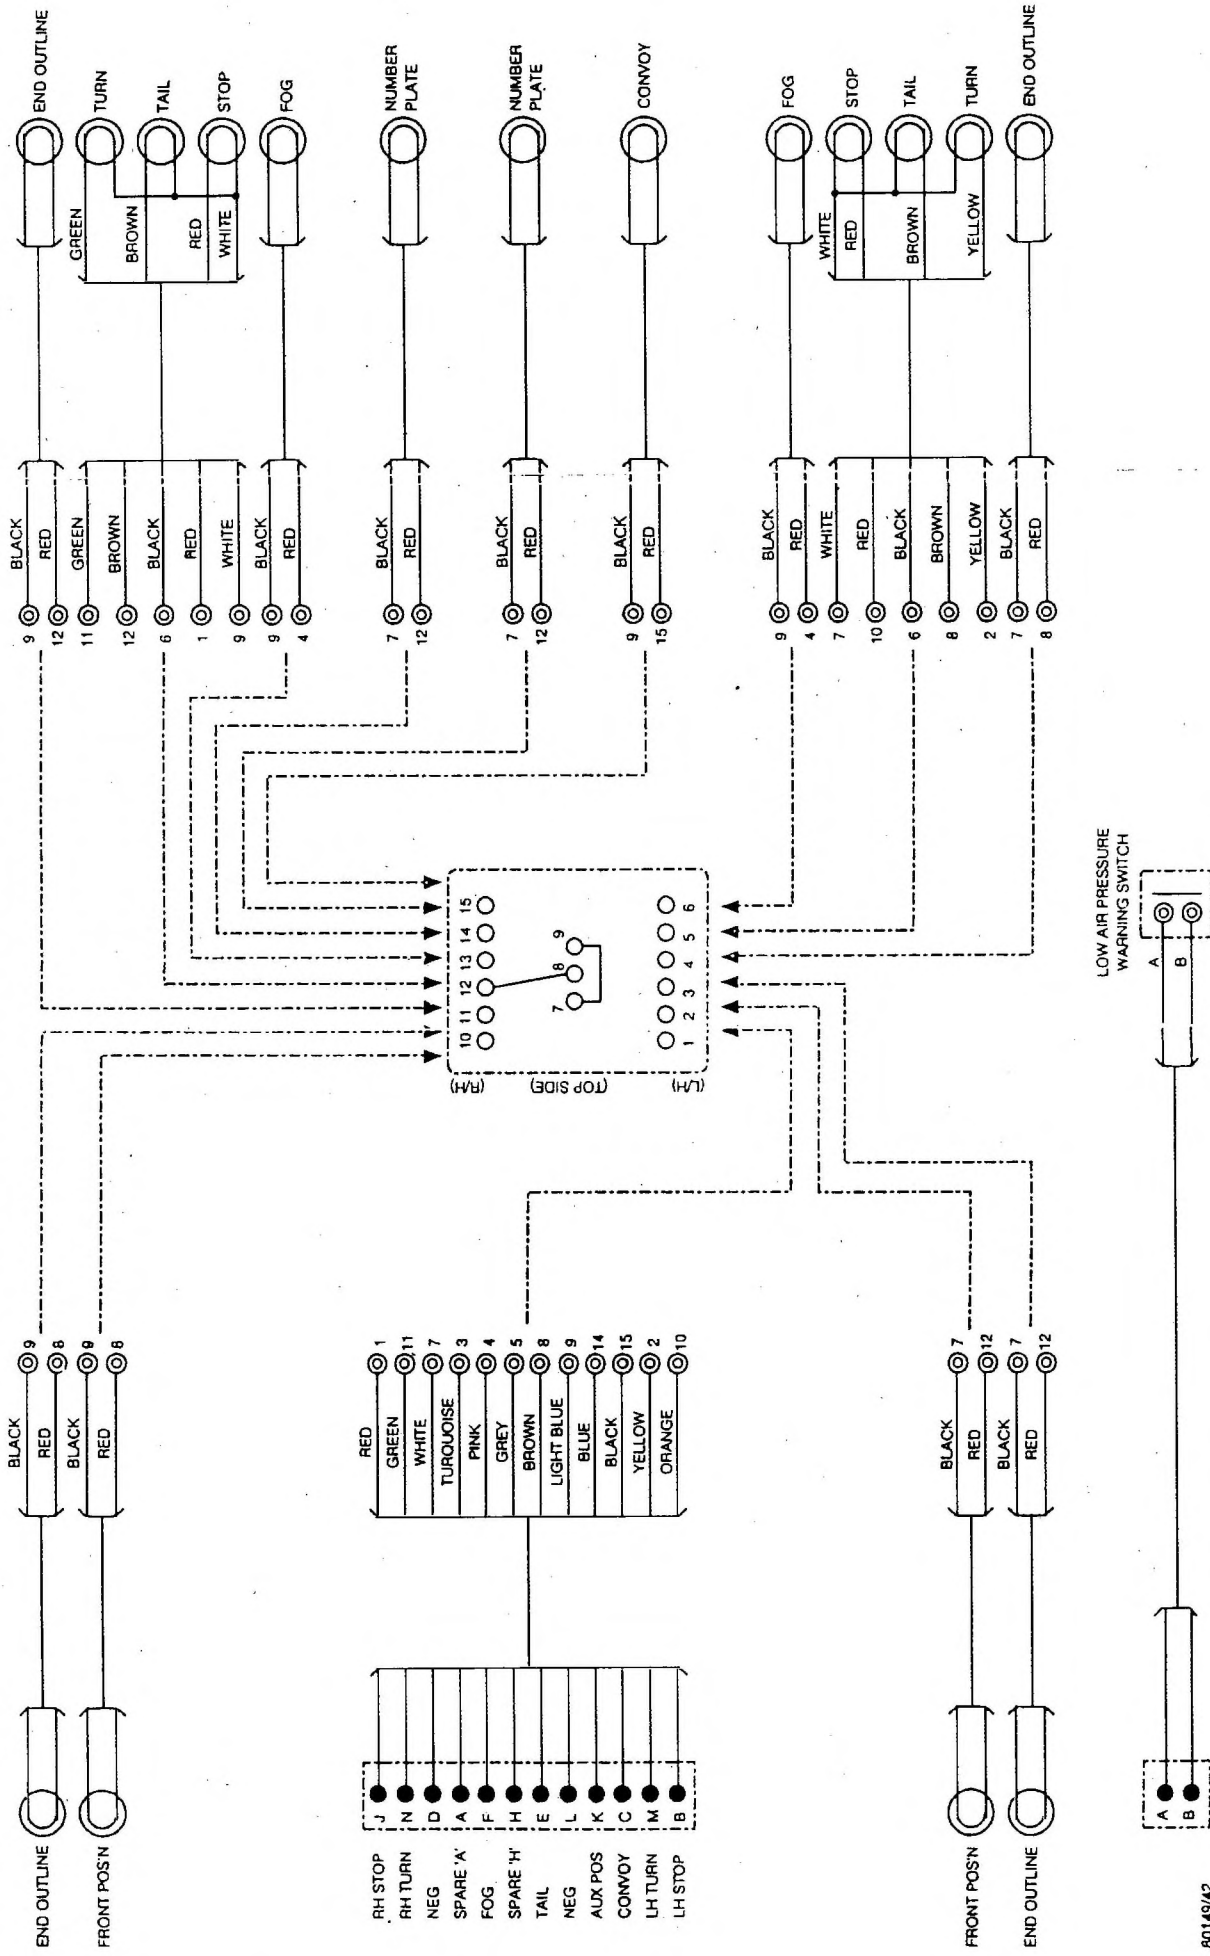 END OUTLINE
TURN
TAIL
STOP
FOG
NUMBER
PLATE
NUMBER
PLATE
CONVOY
FOG
STOP
TAIL
TURN
END OUTLINE
GREEN
BROWN
RED
WHITE
WHITE
RED
BROWN
YELLOW
BLACK
RED
GREEN
BROWN
BLACK
RED
WHITE
BLACK
RED
BLACK
RED
BLACK
RED
BLACK
RED
BLACK
RED
WHITE
RED
BLACK
BROWN
YELLOW
BLACK
RED
9
12
11
12
6
1
9
9
4
7
12
7
12
9
15
9
4
7
10
6
8
2
7
8
15
14
13
12
11
10
9
8
7
6
5
4
3
2
1
(R/H)
(TOP SIDE)
(L/H)
LOW AIR PRESSURE
WARNING SWITCH
A
B
9
8
9
8
BLACK
RED
BLACK
RED
1
11
7
3
4
5
8
9
14
15
2
10
RED
GREEN
WHITE
TURQUOISE
PINK
GREY
BROWN
LIGHT BLUE
BLUE
BLACK
YELLOW
ORANGE
7
12
7
12
BLACK
RED
BLACK
RED
END OUTLINE
FRONT POS'N
J
N
D
A
F
H
E
L
K
C
M
B
RH STOP
RH TURN
NEG
SPARE 'A'
FOG
SPARE 'H'
TAIL
NEG
AUX POS
CONVOY
LH TURN
LH STOP
FRONT POS'N
END OUTLINE
A
B
80149/42